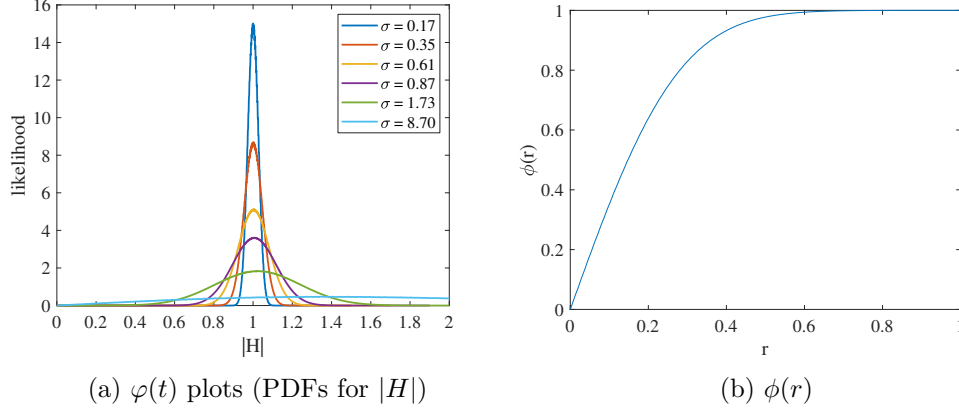 16
14
12
10
8
6
4
2
0
likelihood
0 0.2 0.4 0.6 0.8 1 1.2 1.4 1.6 1.8 2
|H|
σ = 0.17
σ = 0.35
σ = 0.61
σ = 0.87
σ = 1.73
σ = 8.70
(a) φ(t) plots (PDFs for |H|)
1
0.8
0.6
0.4
0.2
0
ϕ(r)
0 0.2 0.4 0.6 0.8 1
r
(b) ϕ(r)